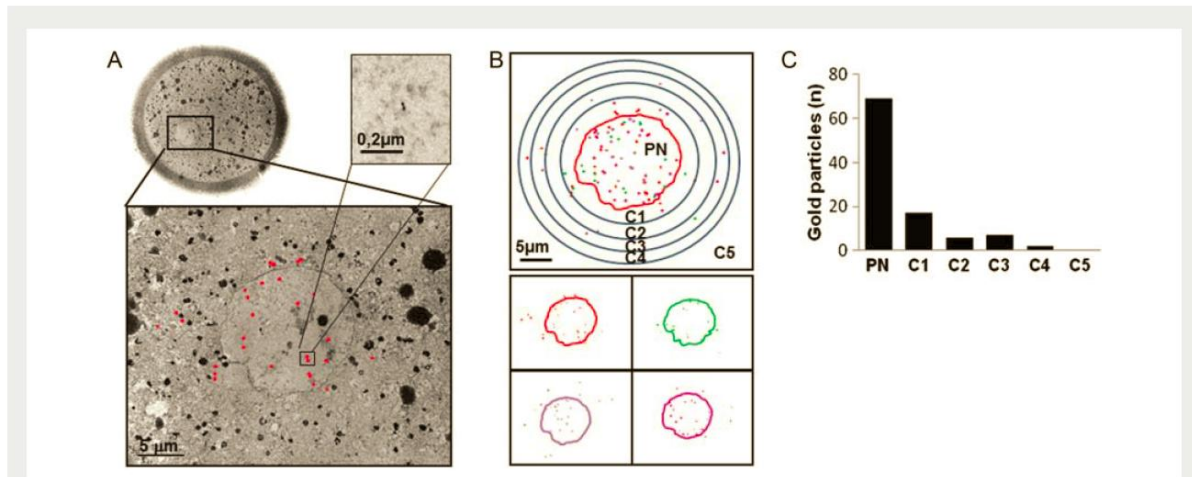 A
0,2µm
5 µm
B
PN
C1
C2
C3
C4
C5
5µm
C
Gold particles (n)
80
60
40
20
0
PN C1 C2 C3 C4 C5